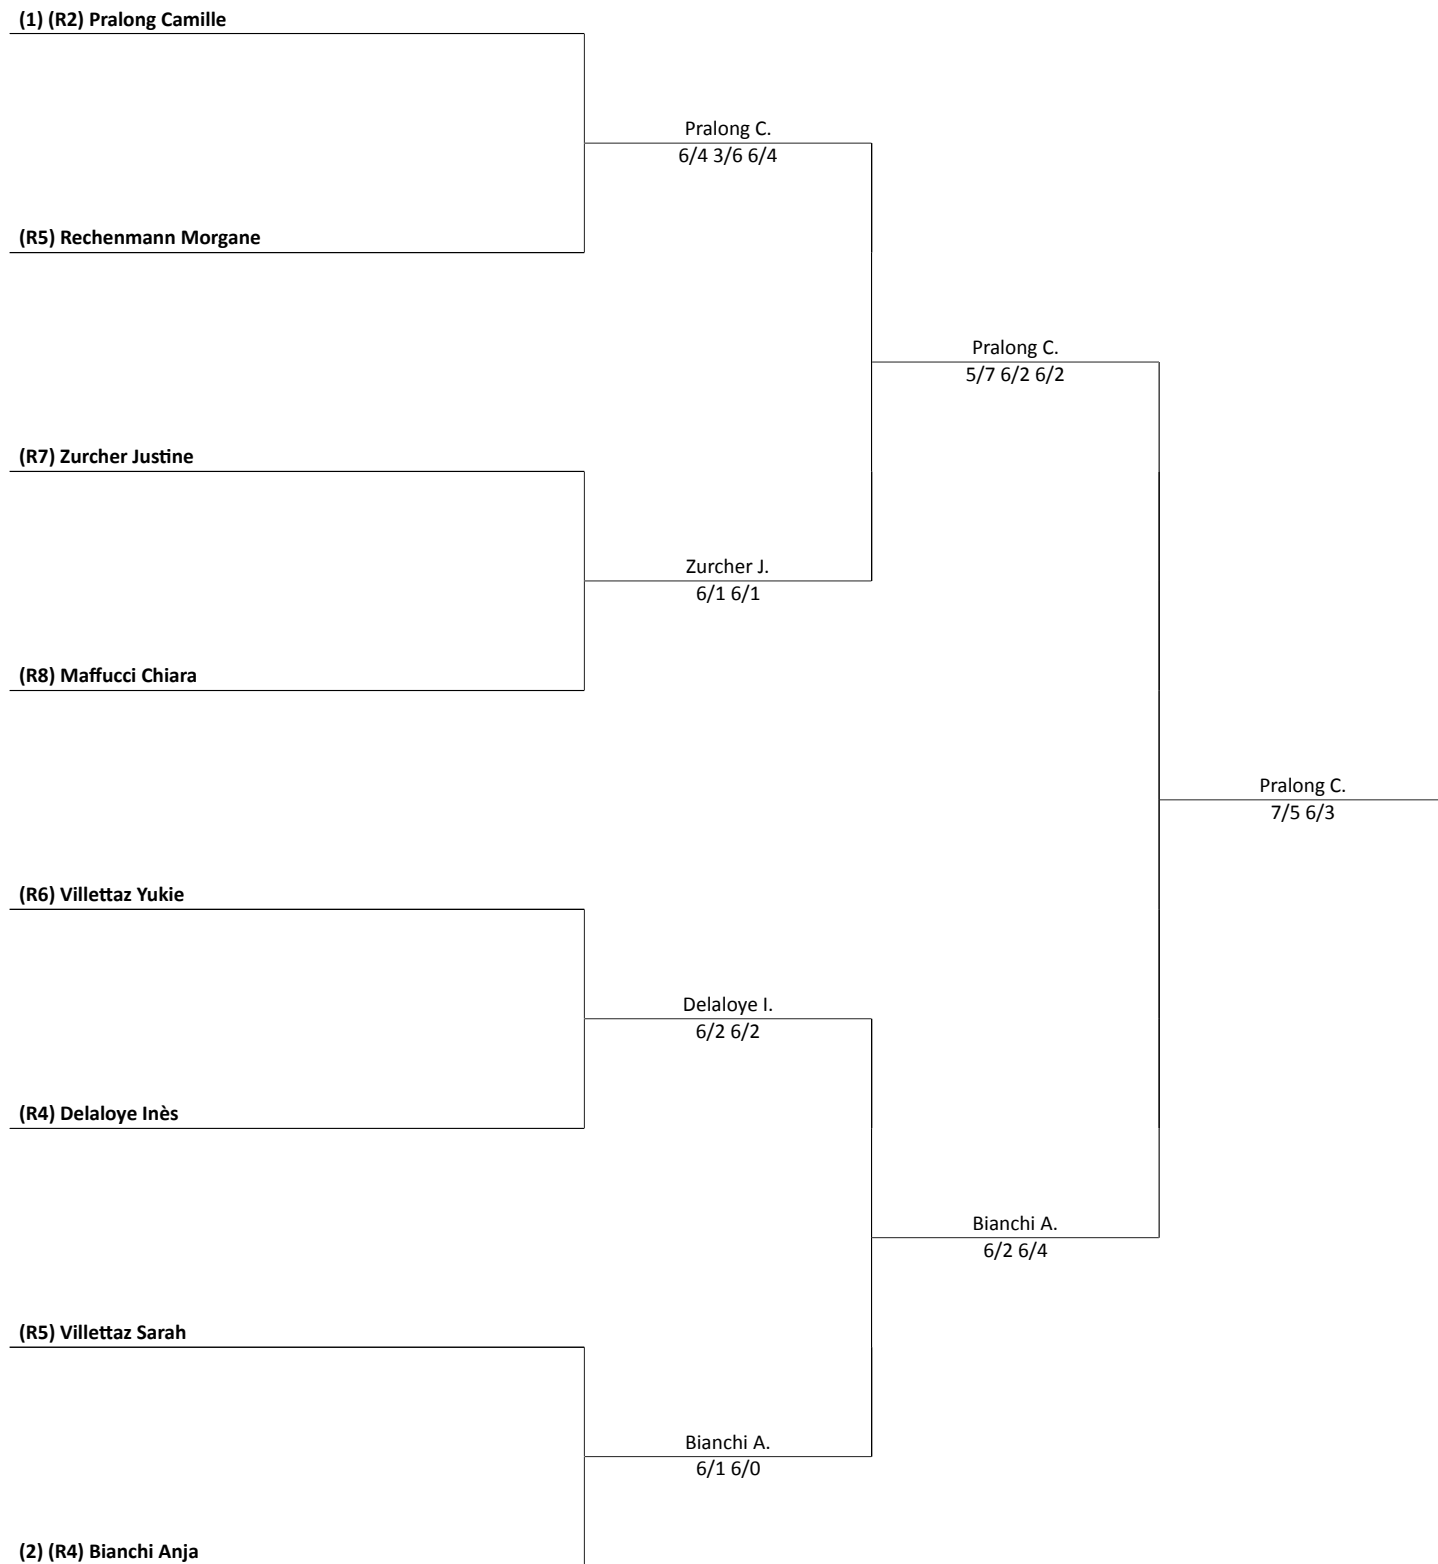 (1) (R2) Pralong Camille
Pralong C.
6/4 3/6 6/4
(R5) Rechenmann Morgane
Pralong C.
5/7 6/2 6/2
(R7) Zurcher Justine
Zurcher J.
6/1 6/1
(R8) Maffucci Chiara
Pralong C.
7/5 6/3
(R6) Villettaz Yukie
Delaloye I.
6/2 6/2
(R4) Delaloye Inès
Bianchi A.
6/2 6/4
(R5) Villettaz Sarah
Bianchi A.
6/1 6/0
(2) (R4) Bianchi Anja